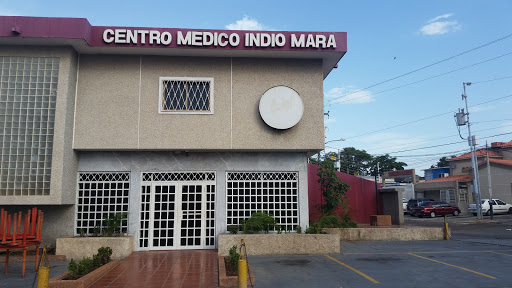 CENTRO MEDICO INDIO MARA